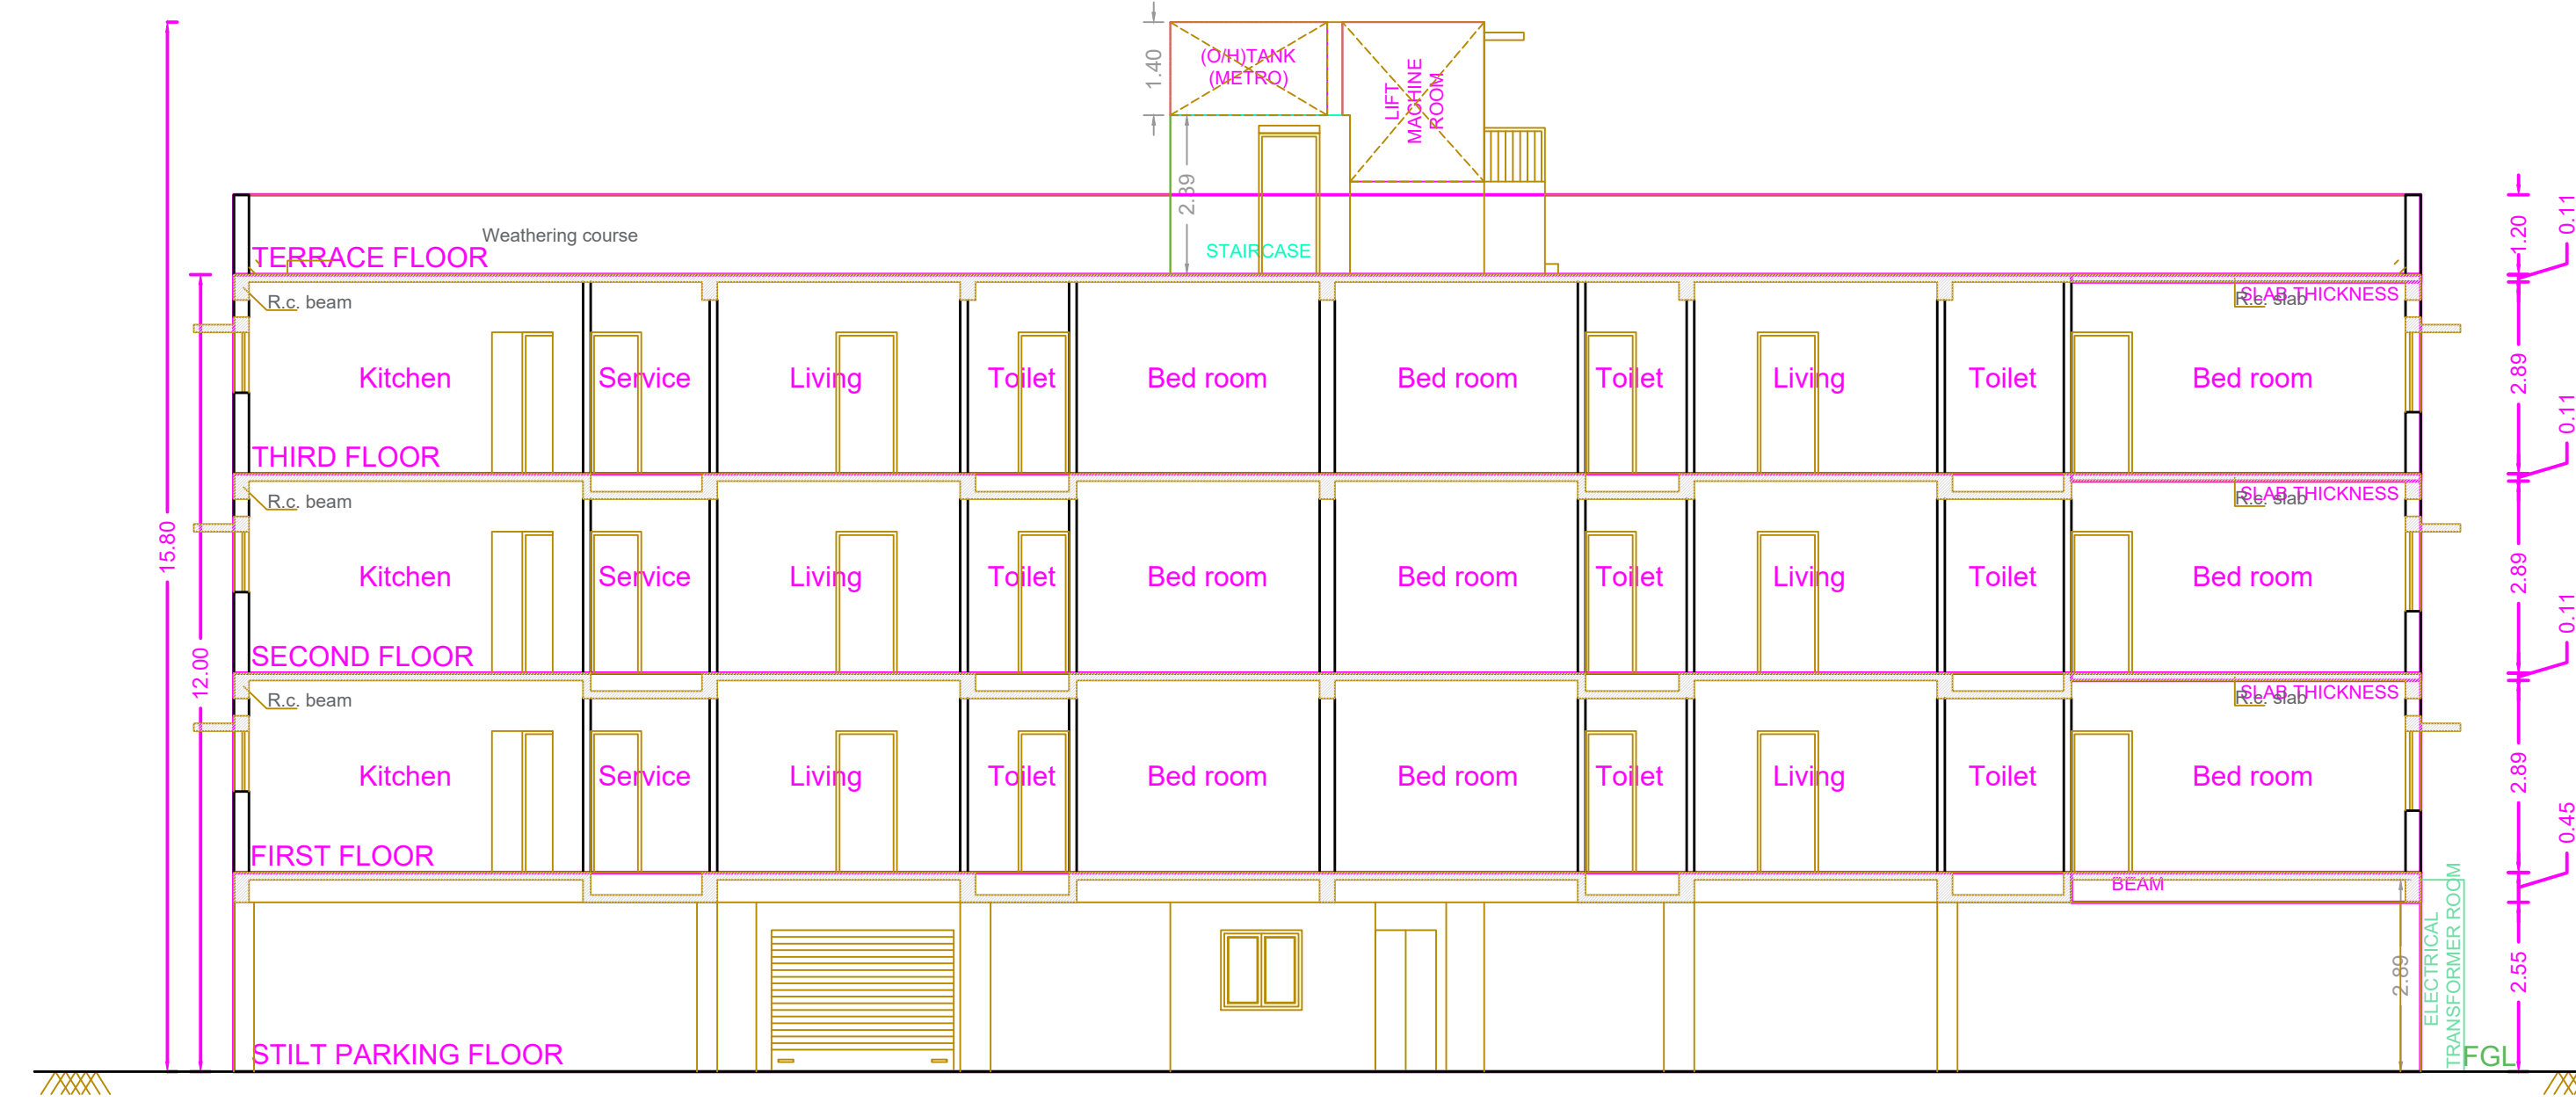 1.40
(O/H)TANK
(METRO)
LIFT
MACHINE
ROOM
2.39
STAIRCASE
Weathering course
TERRACE FLOOR
1.20
0.11
R.c. beam
SLAB THICKNESS
R.c. slab
Kitchen Service Living Toilet Bed room Bed room Toilet Living Toilet Bed room
2.89
0.11
THIRD FLOOR
R.c. beam
SLAB THICKNESS
R.c. slab
15.80
Kitchen Service Living Toilet Bed room Bed room Toilet Living Toilet Bed room
2.89
0.11
SECOND FLOOR
12.00
R.c. beam
SLAB THICKNESS
R.c. slab
Kitchen Service Living Toilet Bed room Bed room Toilet Living Toilet Bed room
2.89
0.45
FIRST FLOOR
BEAM
ELECTRICAL
TRANSFORMER ROOM
2.89
2.55
STILT PARKING FLOOR
FGL